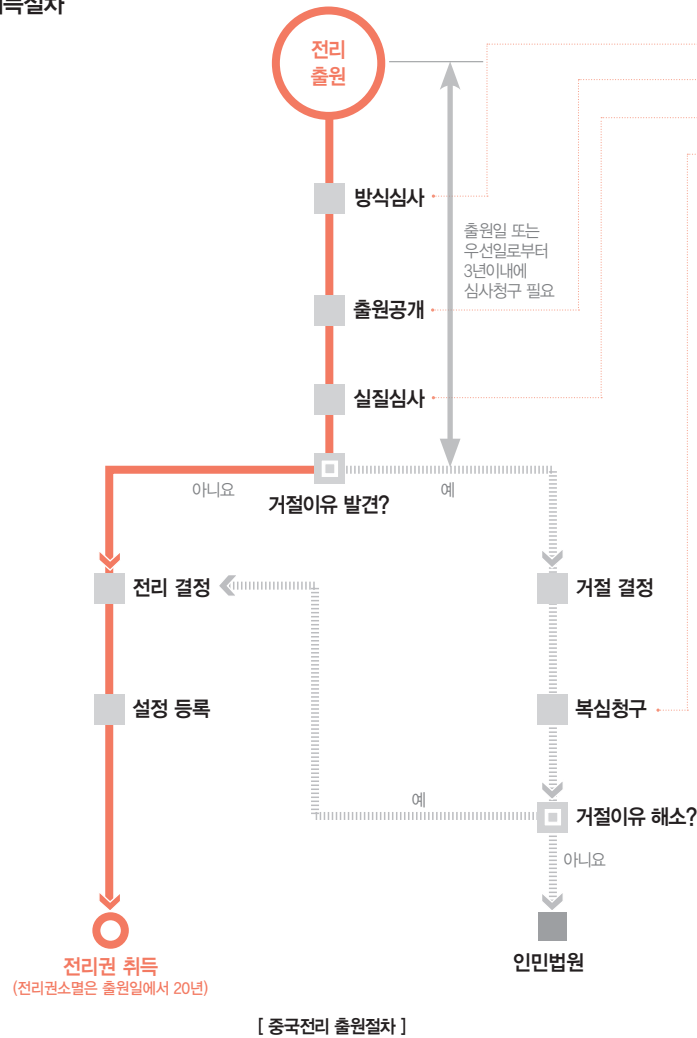 전리
출원
방식심사
출원일 또는
우선일로부터
3년이내에
심사청구 필요
출원공개
실질심사
아니요
예
거절이유 발견?
전리 결정
거절 결정
설정 등록
복심청구
예
거절이유 해소?
아니요
전리권 취득
(전리권소멸은 출원일에서 20년)
인민법원
[ 중국전리 출원절차 ]